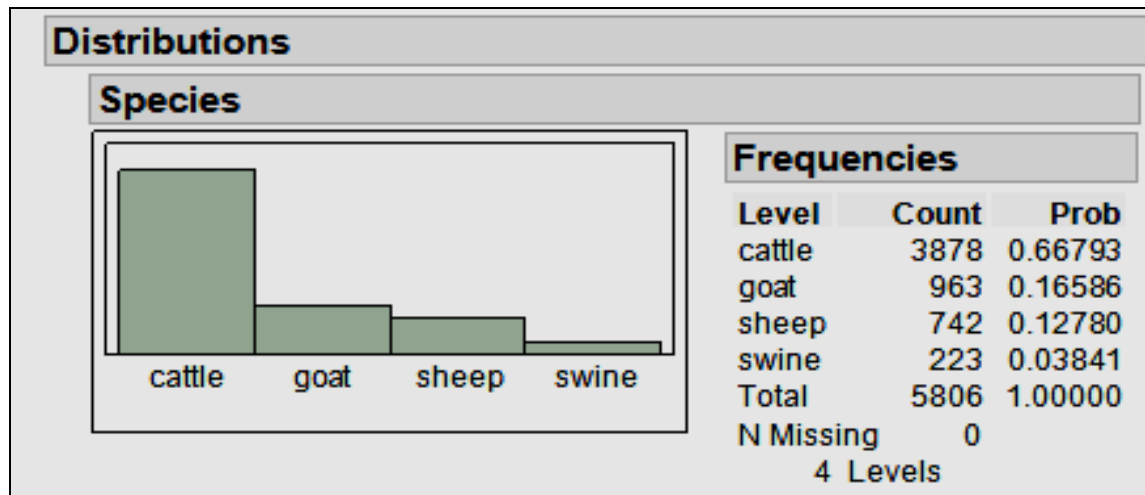 Distributions
Species
cattle goat sheep swine
Frequencies
Level Count Prob
cattle 3878 0.66793
goat 963 0.16586
sheep 742 0.12780
swine 223 0.03841
Total 5806 1.00000
N Missing 0
4 Levels